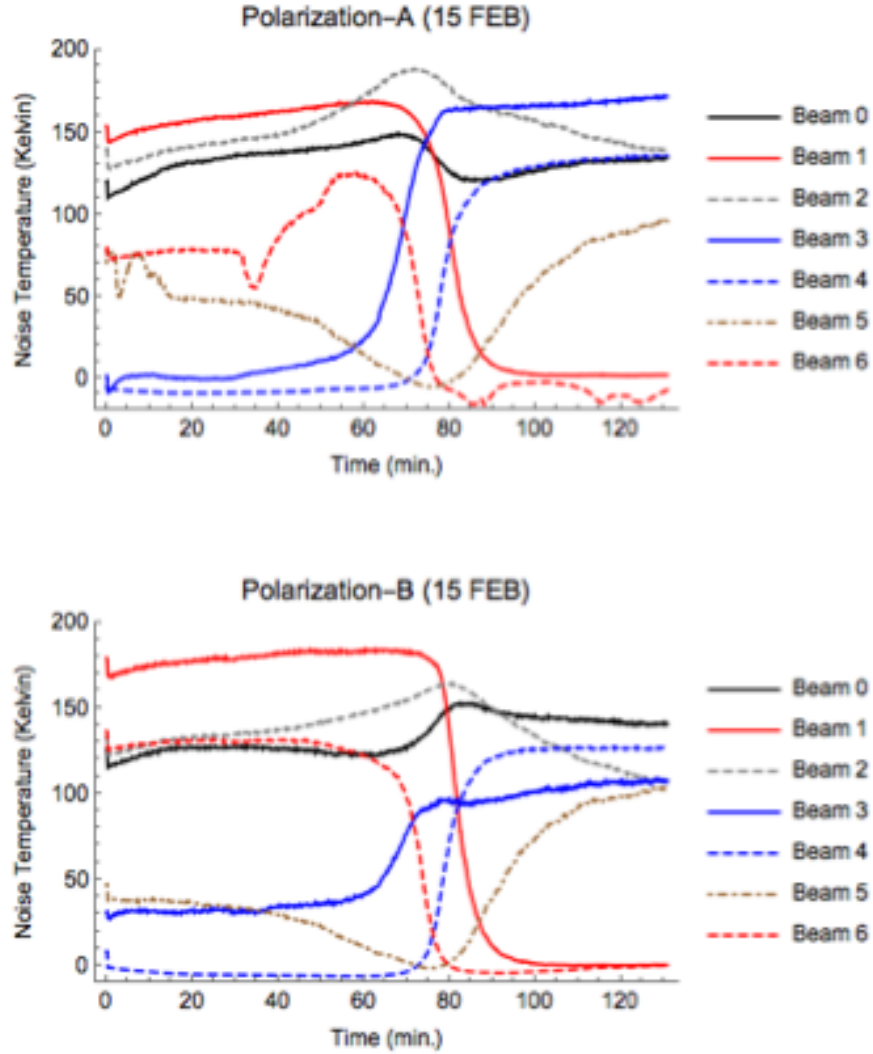 Polarization–A (15 FEB)
Noise Temperature (Kelvin)
200
150
100
50
0
0 20 40 60 80 100 120
Time (min.)
Beam 0
Beam 1
Beam 2
Beam 3
Beam 4
Beam 5
Beam 6
Polarization–B (15 FEB)
Noise Temperature (Kelvin)
200
150
100
50
0
0 20 40 60 80 100 120
Time (min.)
Beam 0
Beam 1
Beam 2
Beam 3
Beam 4
Beam 5
Beam 6